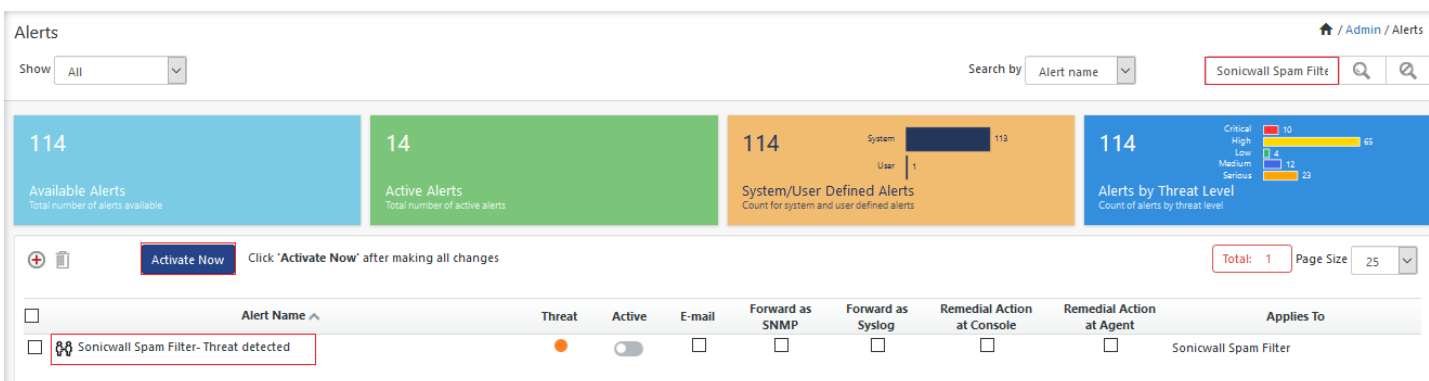 Alerts
/ Admin / Alerts
Show All
Search by Alert name Sonicwall Spam Filte
114
Available Alerts
Total number of alerts available
14
Active Alerts
Total number of active alerts
114
System 113
User 1
System/User Defined Alerts
Count for system and user defined alerts
114
Critical 10
High 65
Low 4
Medium 12
Serious 23
Alerts by Threat Level
Count of alerts by threat level
Activate Now Click 'Activate Now' after making all changes
Total: 1 Page Size 25
Alert Name Threat Active E-mail Forward as SNMP Forward as Syslog Remedial Action at Console Remedial Action at Agent Applies To
Sonicwall Spam Filter- Threat detected Sonicwall Spam Filter